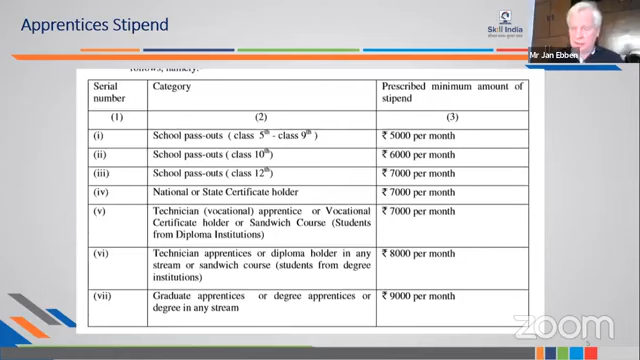 Apprentices Stipend
Skill India
Mr Jan Ebben
follows, namely:
Serial number Category Prescribed minimum amount of stipend
(1) (2) (3)
(i) School pass-outs ( class 5th - class 9th ) ₹ 5000 per month
(ii) School pass-outs (class 10th) ₹ 6000 per month
(iii) School pass-outs (class 12th) ₹ 7000 per month
(iv) National or State Certificate holder ₹ 7000 per month
(v) Technician (vocational) apprentice or Vocational ₹ 7000 per month
Certificate holder or Sandwich Course (Students
from Diploma Institutions)
(vi) Technician apprentices or diploma holder in any ₹ 8000 per month
stream or sandwich course (students from degree
institutions)
(vii) Graduate apprentices or degree apprentices or ₹ 9000 per month
degree in any stream
zoom
5